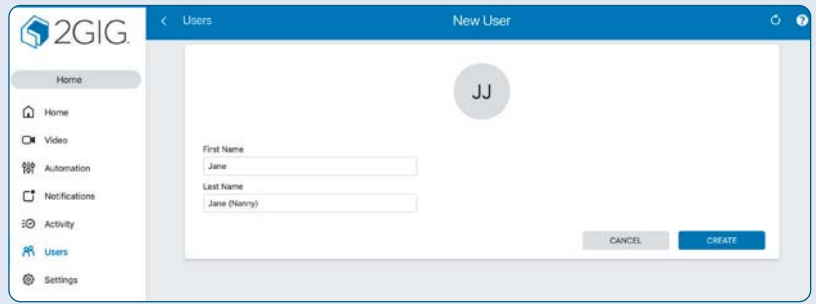 2GIG
Users
New User
?
Home
Home
Video
Automation
Notifications
Activity
Users
Settings
JJ
First Name
Jane
Last Name
Jane (Nanny)
CANCEL
CREATE